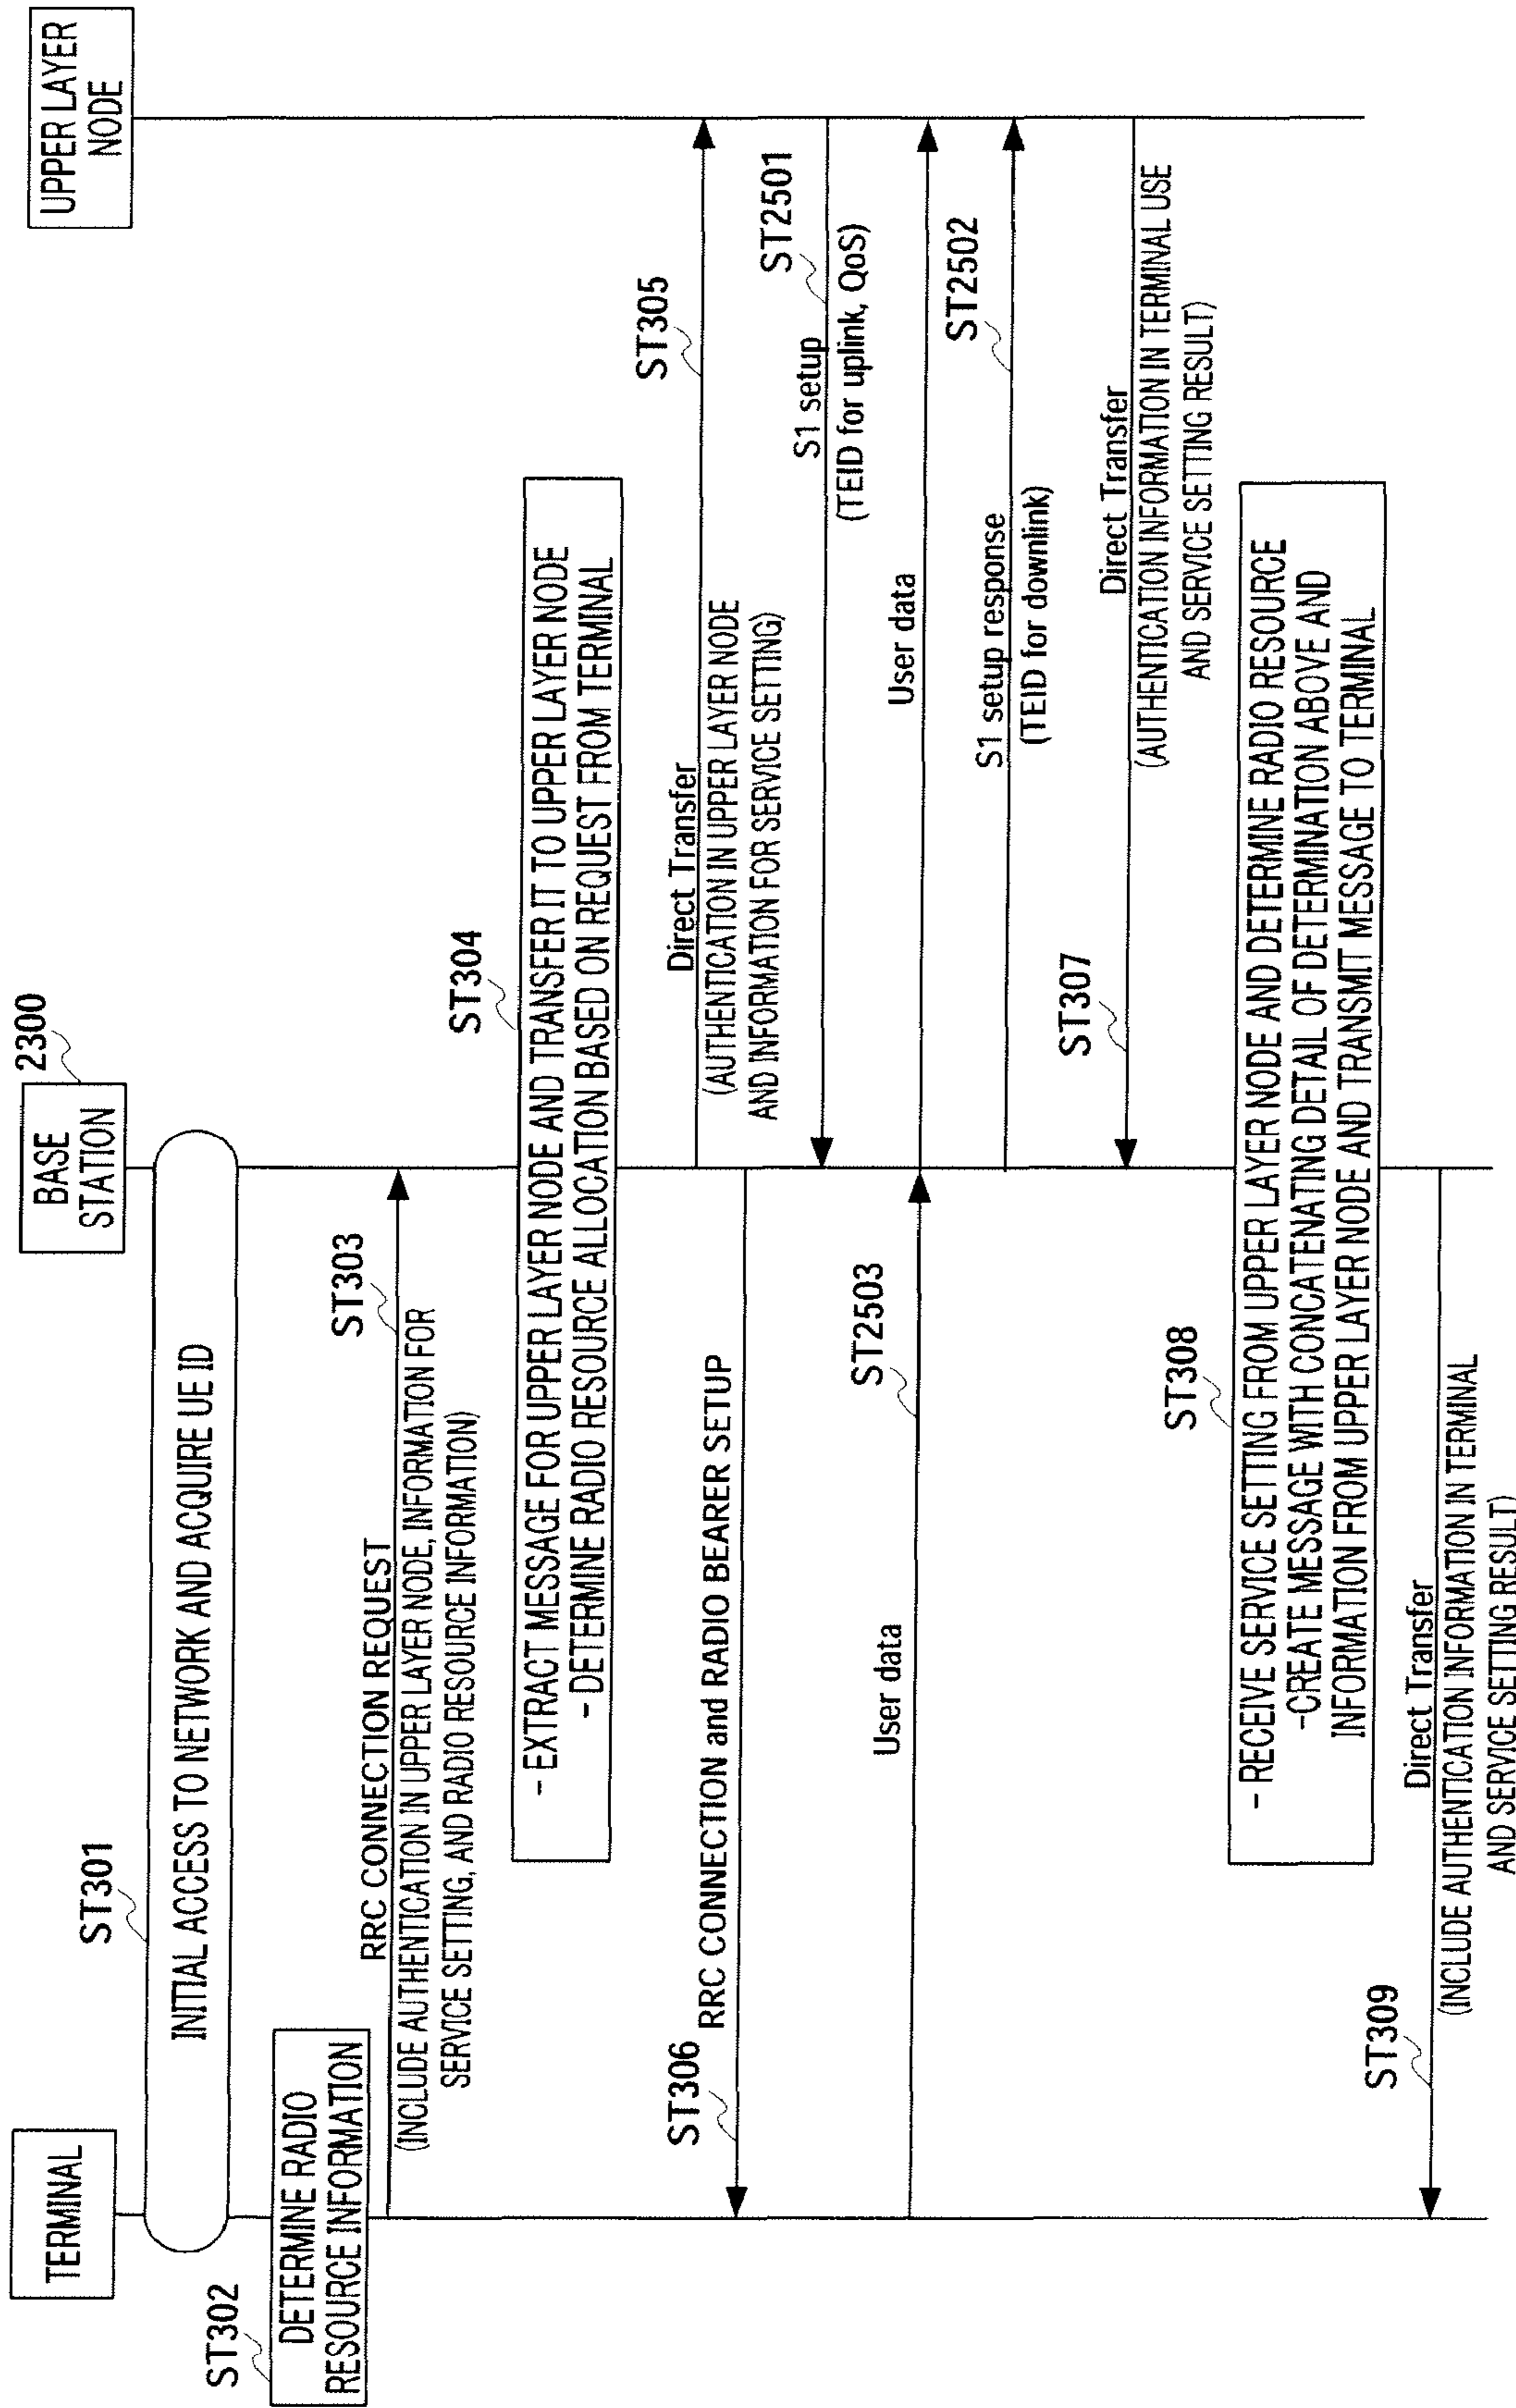 TERMINAL
BASE
STATION
2300
UPPER LAYER
NODE
ST301
INITIAL ACCESS TO NETWORK AND ACQUIRE UE ID
ST302
DETERMINE RADIO
RESOURCE INFORMATION
ST303
RRC CONNECTION REQUEST
(INCLUDE AUTHENTICATION IN UPPER LAYER NODE, INFORMATION FOR
SERVICE SETTING, AND RADIO RESOURCE INFORMATION)
ST304
- EXTRACT MESSAGE FOR UPPER LAYER NODE AND TRANSFER IT TO UPPER LAYER NODE
- DETERMINE RADIO RESOURCE ALLOCATION BASED ON REQUEST FROM TERMINAL
ST305
Direct Transfer
(AUTHENTICATION IN UPPER LAYER NODE
AND INFORMATION FOR SERVICE SETTING)
ST306
RRC CONNECTION and RADIO BEARER SETUP
ST2501
S1 setup
(TEID for uplink, QoS)
ST2503
User data
User data
ST2502
S1 setup response
(TEID for downlink)
ST307
Direct Transfer
(AUTHENTICATION INFORMATION IN TERMINAL USE
AND SERVICE SETTING RESULT)
ST308
- RECEIVE SERVICE SETTING FROM UPPER LAYER NODE AND DETERMINE RADIO RESOURCE
-CREATE MESSAGE WITH CONCATENATING DETAIL OF DETERMINATION ABOVE AND
INFORMATION FROM UPPER LAYER NODE AND TRANSMIT MESSAGE TO TERMINAL
ST309
Direct Transfer
(INCLUDE AUTHENTICATION INFORMATION IN TERMINAL
AND SERVICE SETTING RESULT)